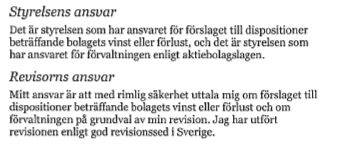 Styrelsens ansvar
Det är styrelsen som har ansvaret för förslaget till dispositioner
beträffande bolagets vinst eller förlust, och det är styrelsen som
har ansvaret för förvaltningen enligt aktiebolagslagen.
Revisorns ansvar
Mitt ansvar är att med rimlig säkerhet uttala mig om förslaget till
dispositioner beträffande bolagets vinst eller förlust och om
förvaltningen på grundval av min revision. Jag har utfört
revisionen enligt god revisionssed i Sverige.